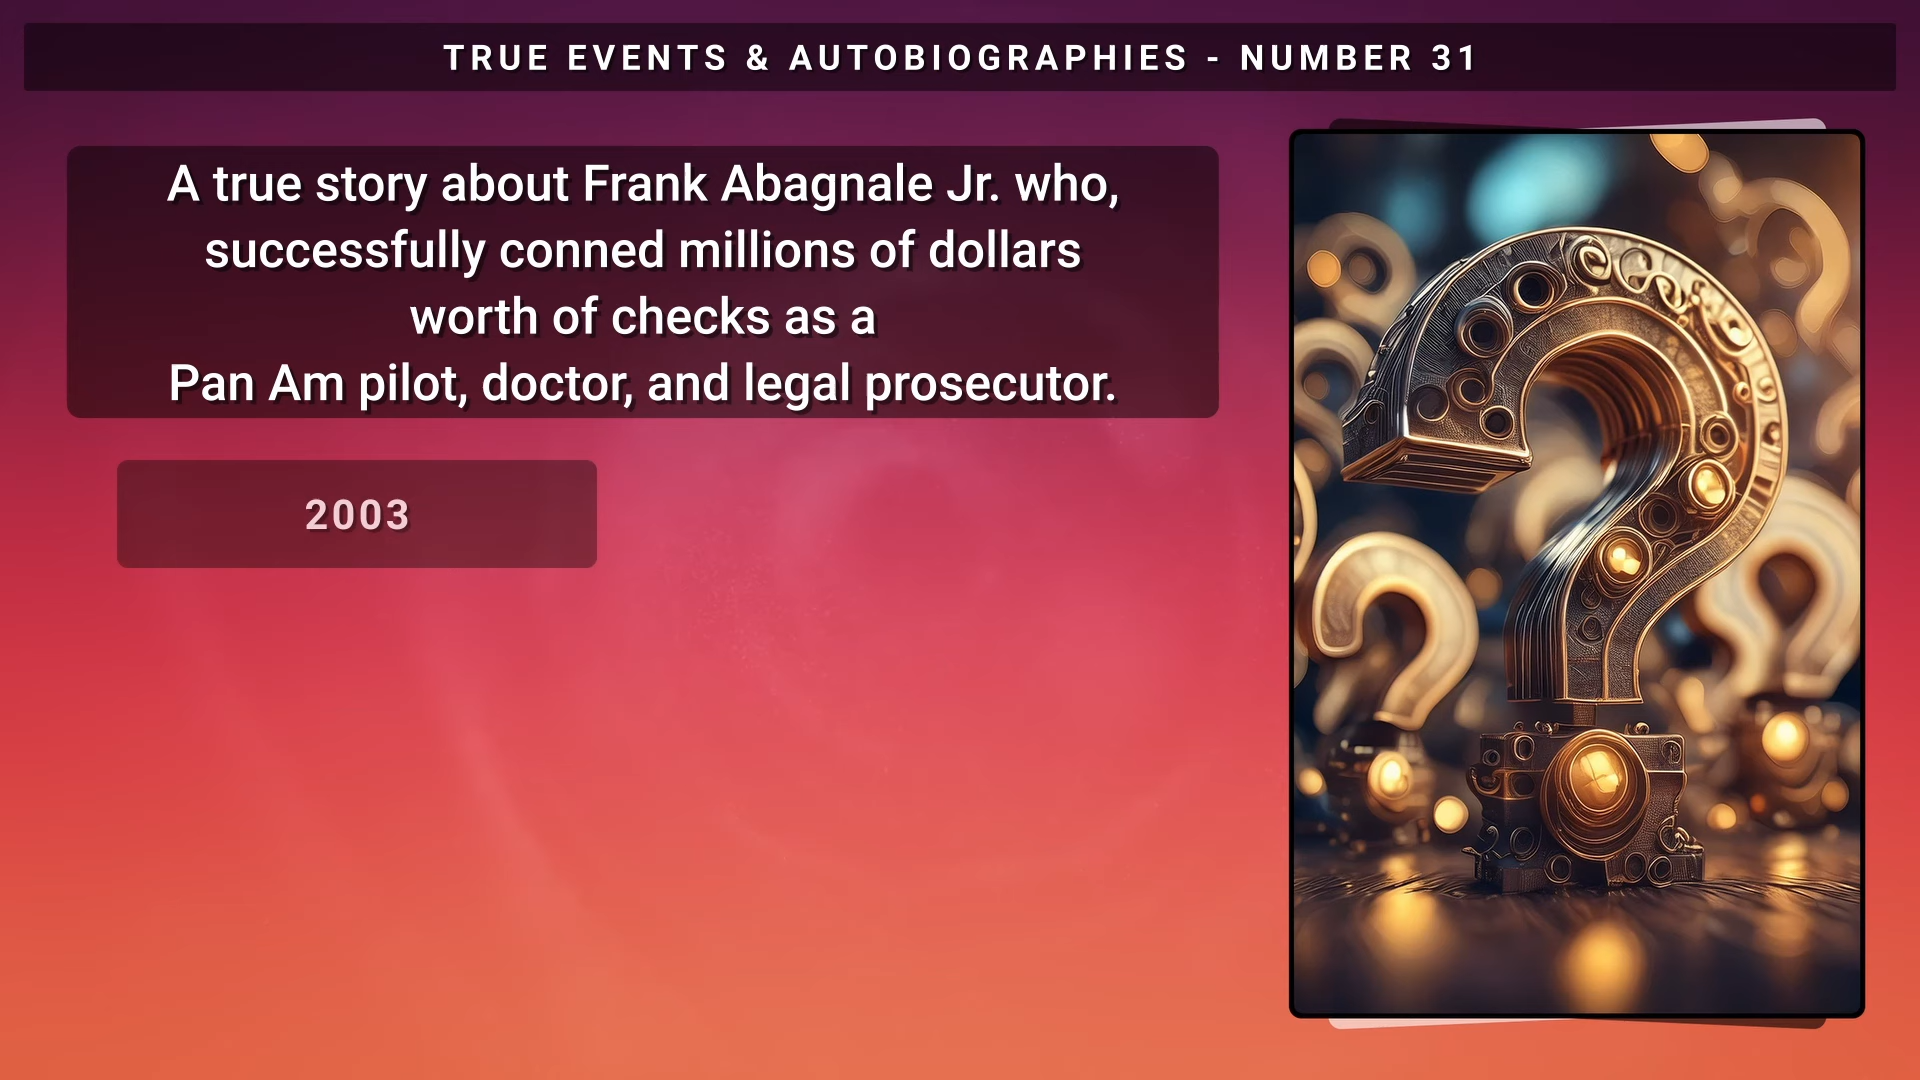 TRUE EVENTS & AUTOBIOGRAPHIES - NUMBER 31
A true story about Frank Abagnale Jr. who,
successfully conned millions of dollars
worth of checks as a
Pan Am pilot, doctor, and legal prosecutor.
2003